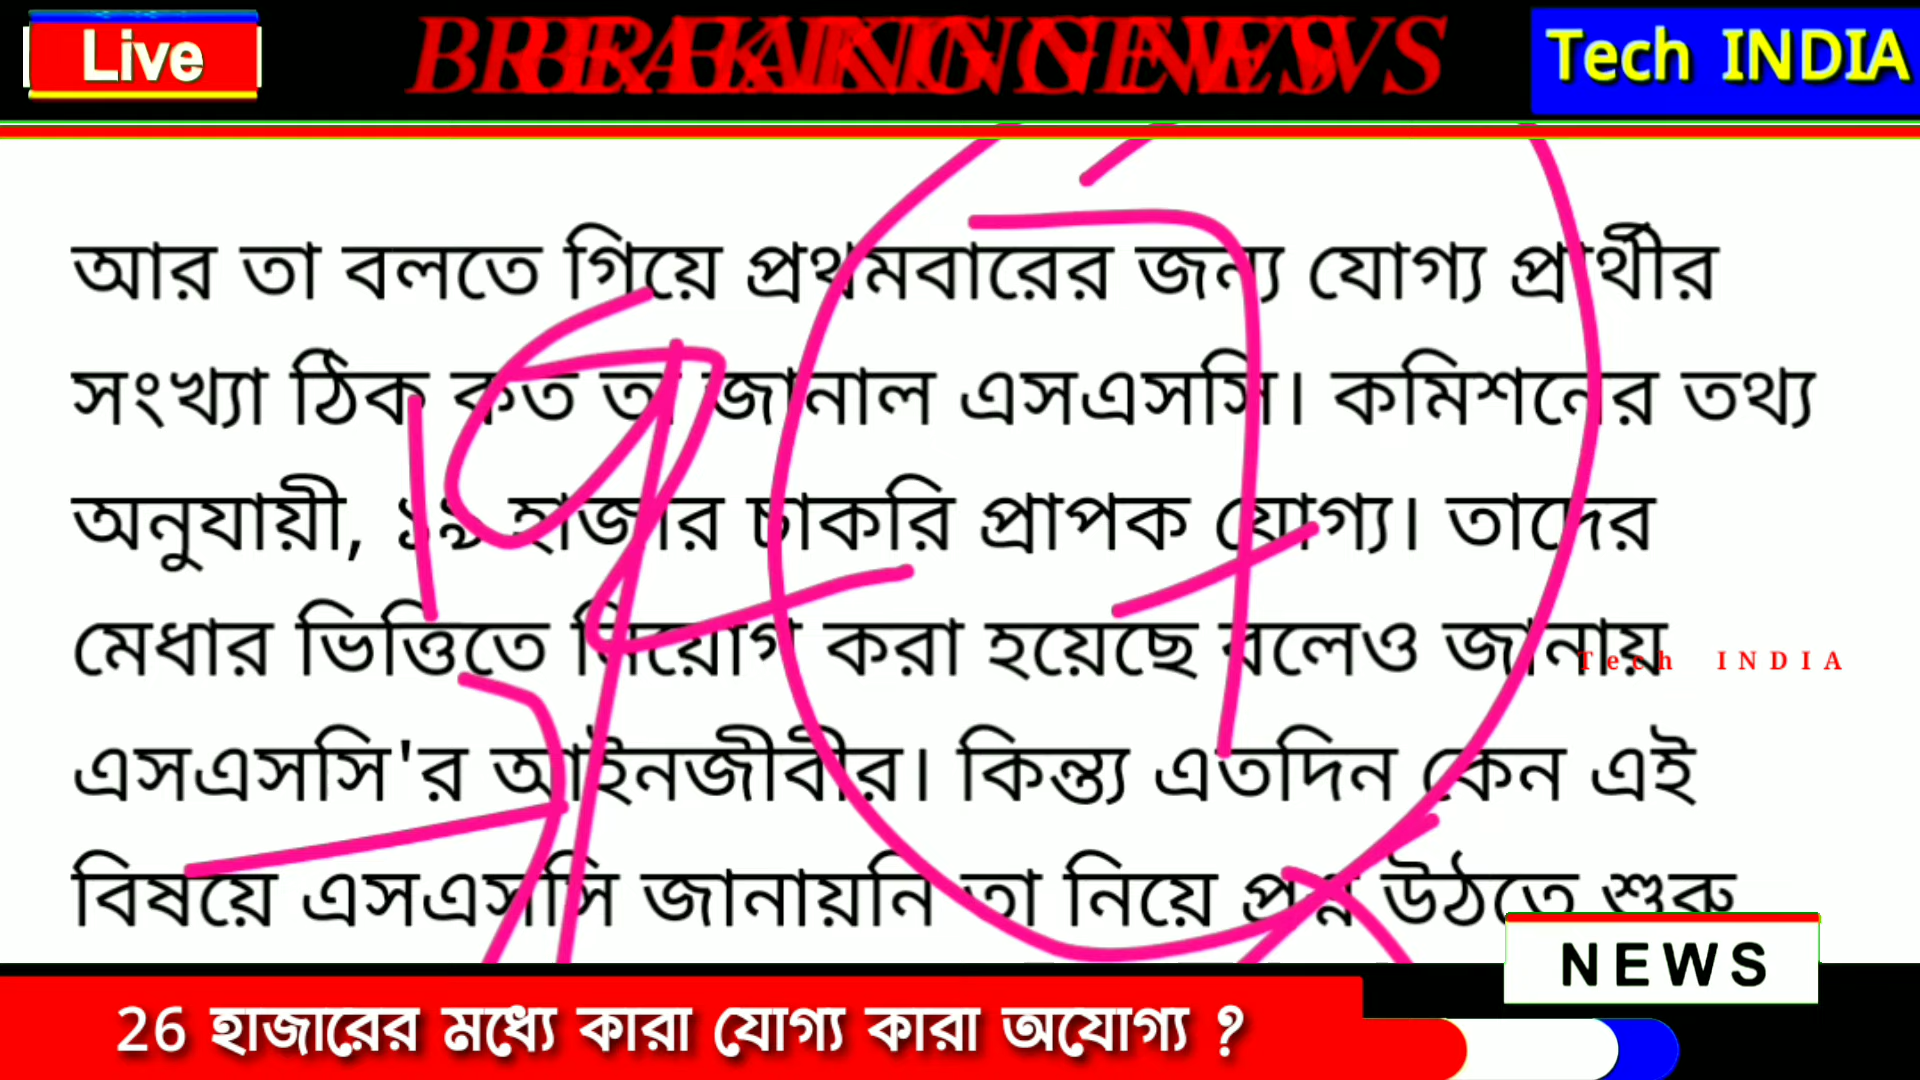 Live
BREAKING NEWS
Tech INDIA
আর তা বলতে গিয়ে প্রথমবারের জন্য যোগ্য প্রার্থীর
সংখ্যা ঠিক কত তা জানাল এসএসসি। কমিশনের তথ্য
অনুযায়ী, ১৯ হাজার চাকরি প্রাপক যোগ্য। তাদের
মেধার ভিত্তিতে নিয়োগ করা হয়েছে বলেও জানায়
Tech INDIA
এসএসসি'র আইনজীবীর। কিন্ত্য এতদিন কেন এই
বিষয়ে এসএসসি জানায়নি তা নিয়ে প্রশ্ন উঠতে শুরু
NEWS
26 হাজারের মধ্যে কারা যোগ্য কারা অযোগ্য ?